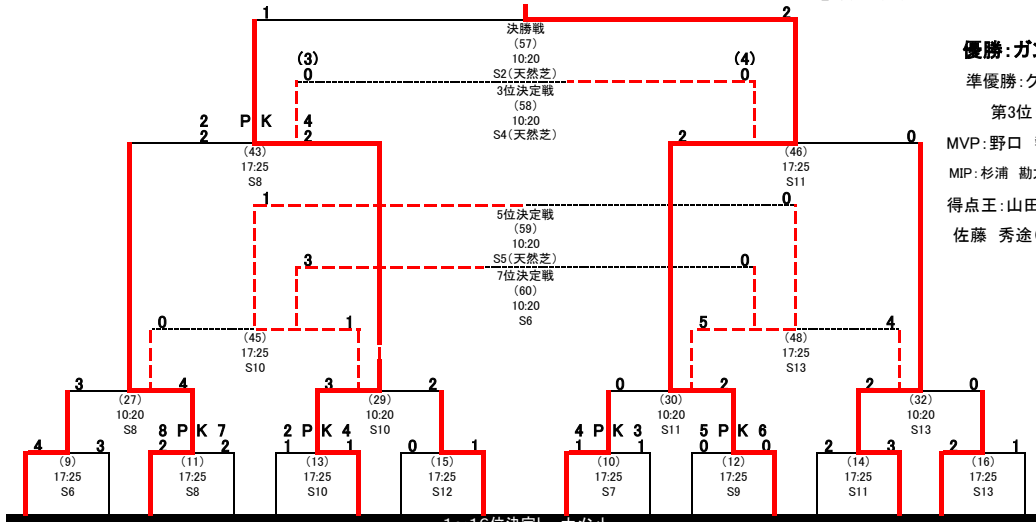 1 2
決勝戦
(57)
10:20
S2(天然芝)
(3) (4)
0 0
3位決定戦
(58)
10:20
S4(天然芝)
優勝:ガ
準優勝:ク
第3位
MVP:野口
MIP:杉浦 勘
得点王:山田
佐藤 秀途
2 P K 4
2 2
(43)
17:25
S8
2 0
(46)
17:25
S11
1 0
5位決定戦
(59)
10:20
S5(天然芝)
3 0
7位決定戦
(60)
10:20
S6
0 1
(45)
17:25
S10
5 4
(48)
17:25
S13
3 4
(27)
10:20
S8
3 2
(29)
10:20
S10
0 2
(30)
10:20
S11
2 0
(32)
10:20
S13
4 3
(9)
17:25
S6
8 P K 7
2 2
(11)
17:25
S8
2 P K 4
1 1
(13)
17:25
S10
0 1
(15)
17:25
S12
4 P K 3
1 1
(10)
17:25
S7
5 P K 6
0 0
(12)
17:25
S9
2 3
(14)
17:25
S11
2 1
(16)
17:25
S13